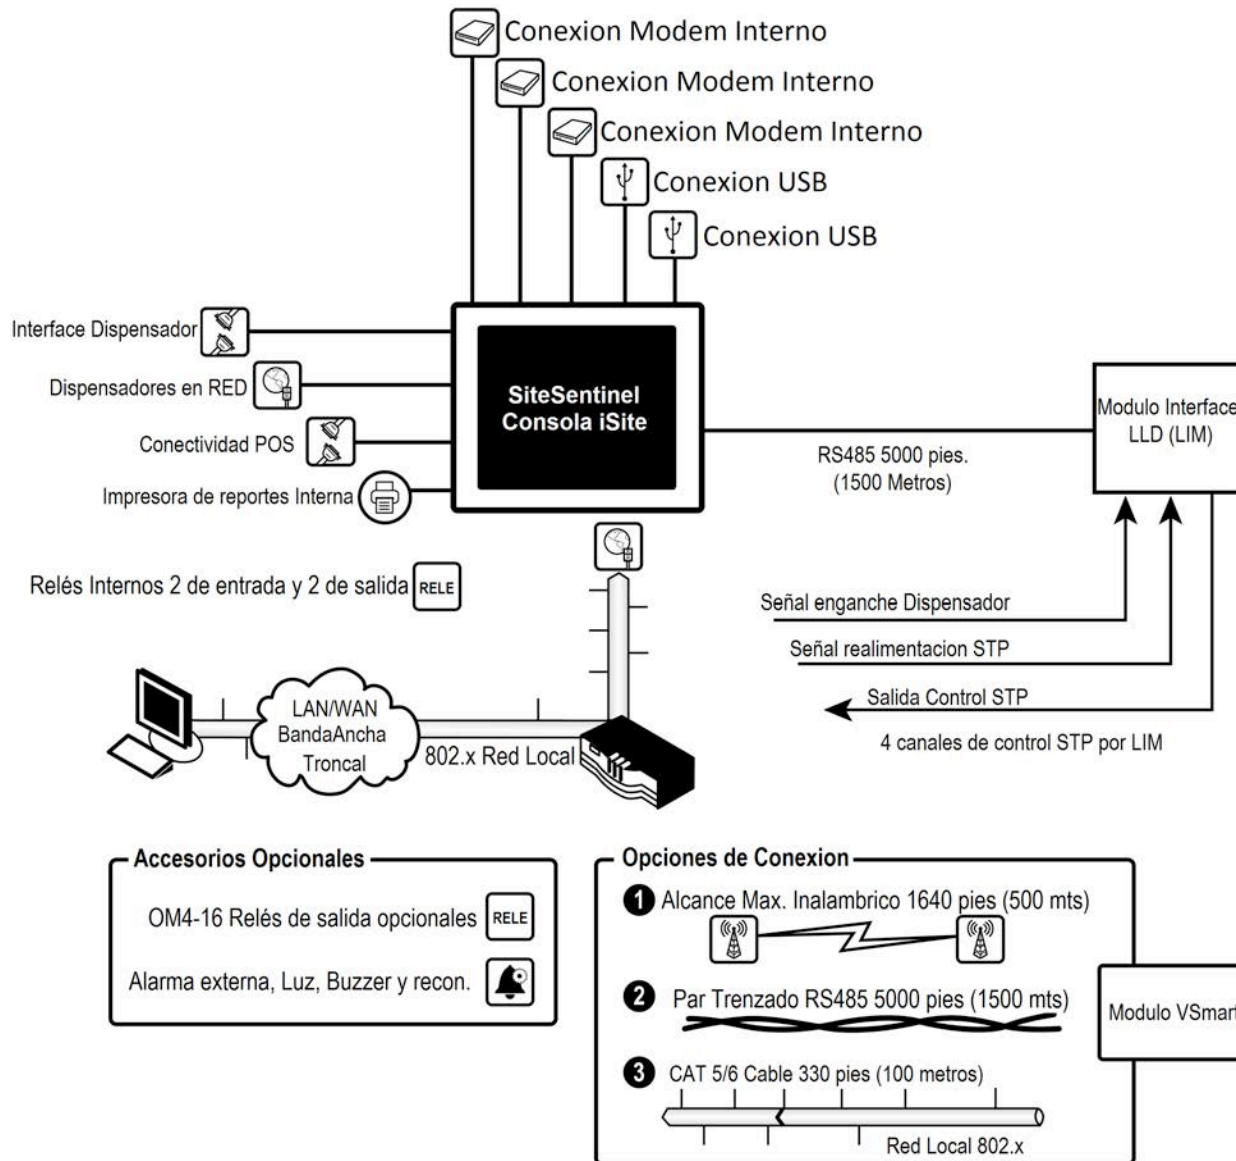 Conexion Modem Interno
Conexion Modem Interno
Conexion Modem Interno
Conexion USB
Conexion USB
Interface Dispensador
Dispensadores en RED
Conectividad POS
Impresora de reportes Interna
SiteSentinel
Consola iSite
RS485 5000 pies.
(1500 Metros)
Modulo Interface
LLD (LIM)
Relés Internos 2 de entrada y 2 de salida
RELE
Señal enganche Dispensador
Señal realimentacion STP
Salida Control STP
4 canales de control STP por LIM
LAN/WAN
BandaAncha
Troncal
802.x Red Local
Accesorios Opcionales
OM4-16 Relés de salida opcionales
RELE
Alarma externa, Luz, Buzzer y recon.
Opciones de Conexion
1 Alcance Max. Inalambrico 1640 pies (500 mts)
2 Par Trenzado RS485 5000 pies (1500 mts)
3 CAT 5/6 Cable 330 pies (100 metros)
Red Local 802.x
Modulo VSmart